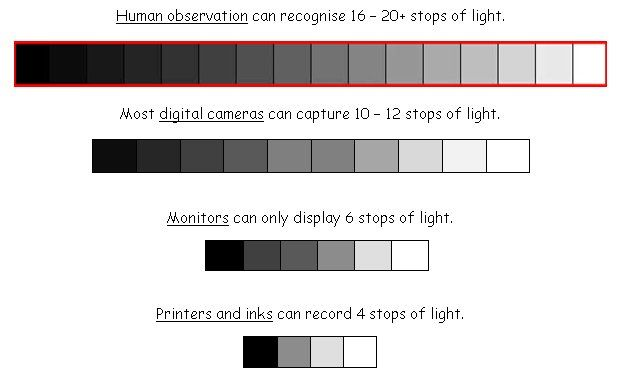 Human observation can recognise 16 – 20+ stops of light.
Most digital cameras can capture 10 – 12 stops of light.
Monitors can only display 6 stops of light.
Printers and inks can record 4 stops of light.